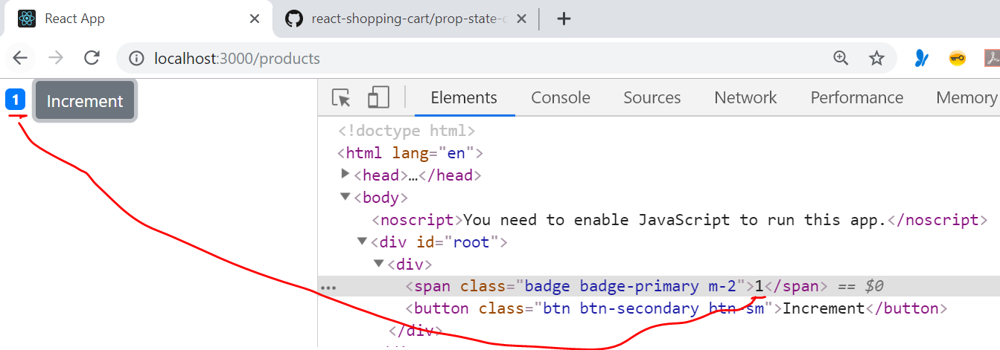 React App
react-shopping-cart/prop-state-
localhost:3000/products
1 Increment
Elements Console Sources Network Performance Memory
<!doctype html>
<html lang="en">
<head>…</head>
<body>
<noscript>You need to enable JavaScript to run this app.</noscript>
<div id="root">
<div>
<span class="badge badge-primary m-2">1</span> == $0
<button class="btn btn-secondary btn-sm">Increment</button>
</div>